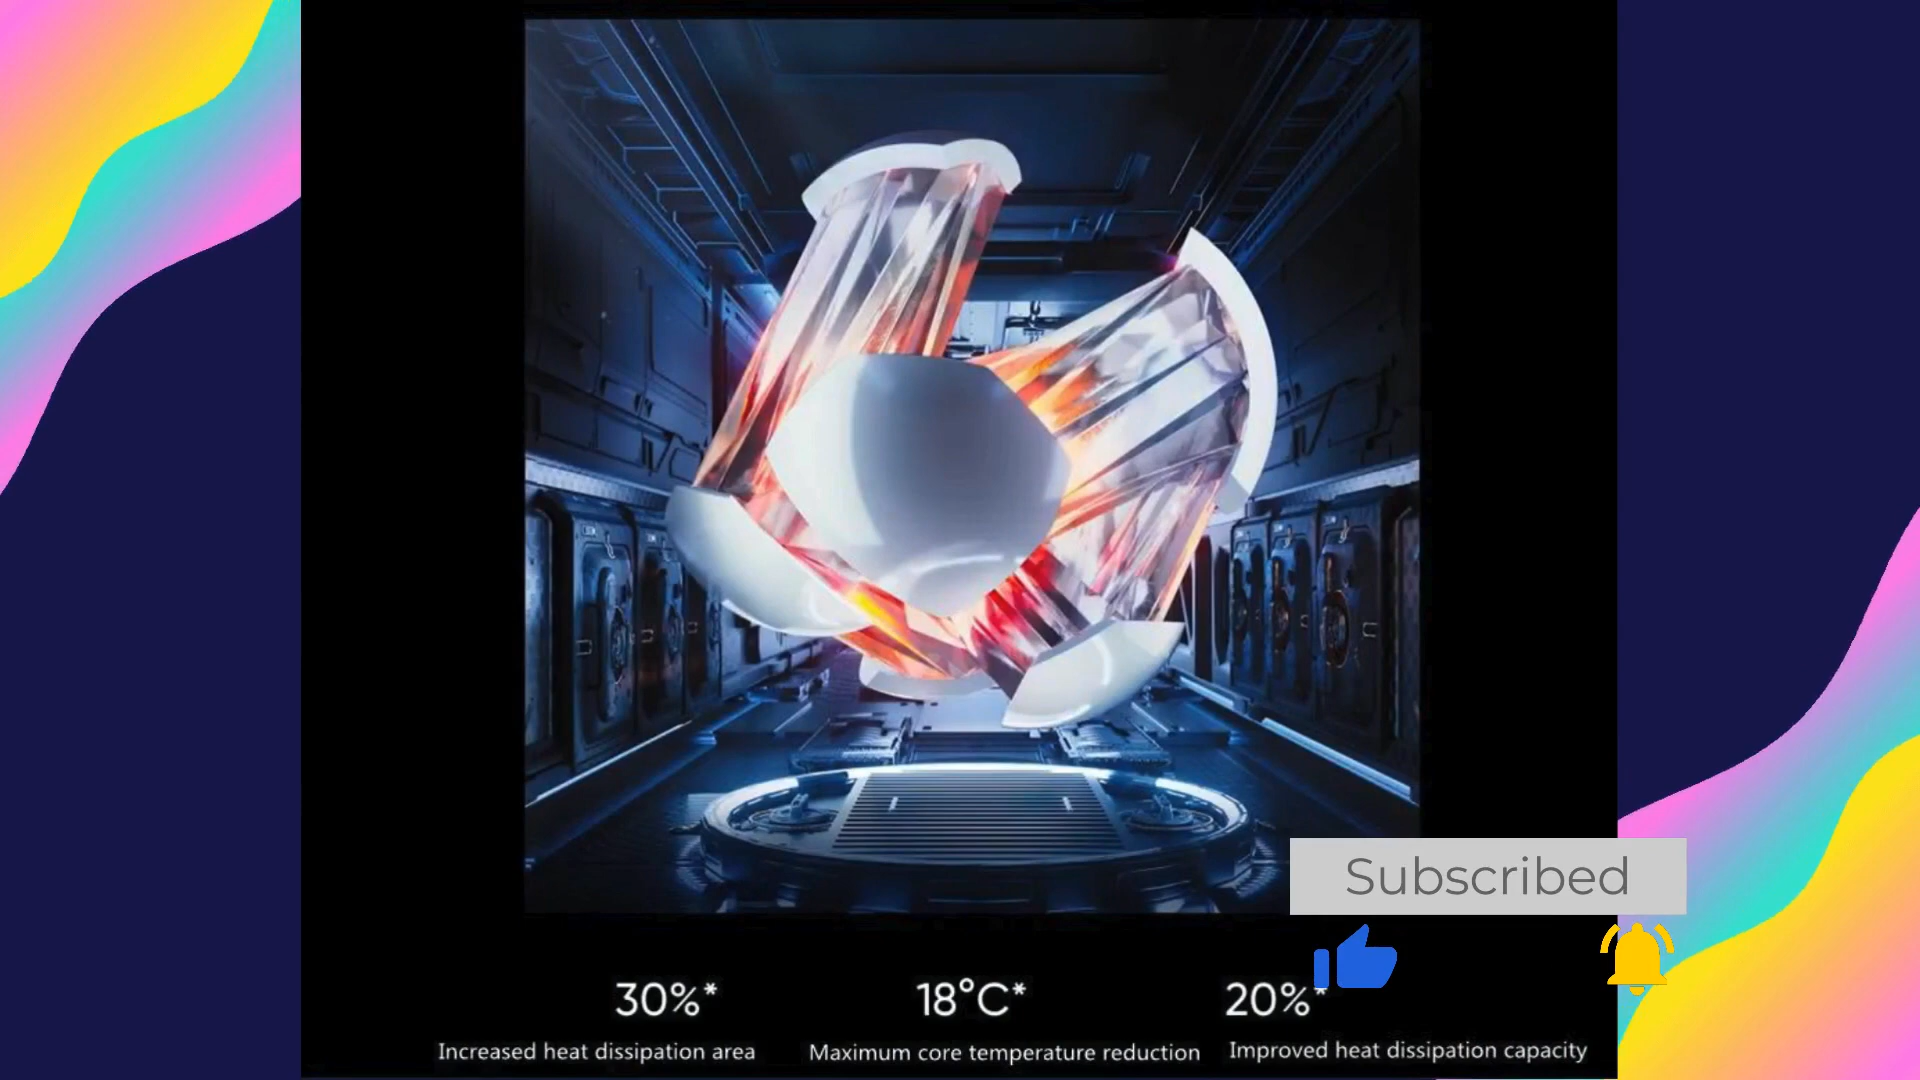 Subscribed
30%* 18°C* 20%*
Increased heat dissipation area Maximum core temperature reduction Improved heat dissipation capacity